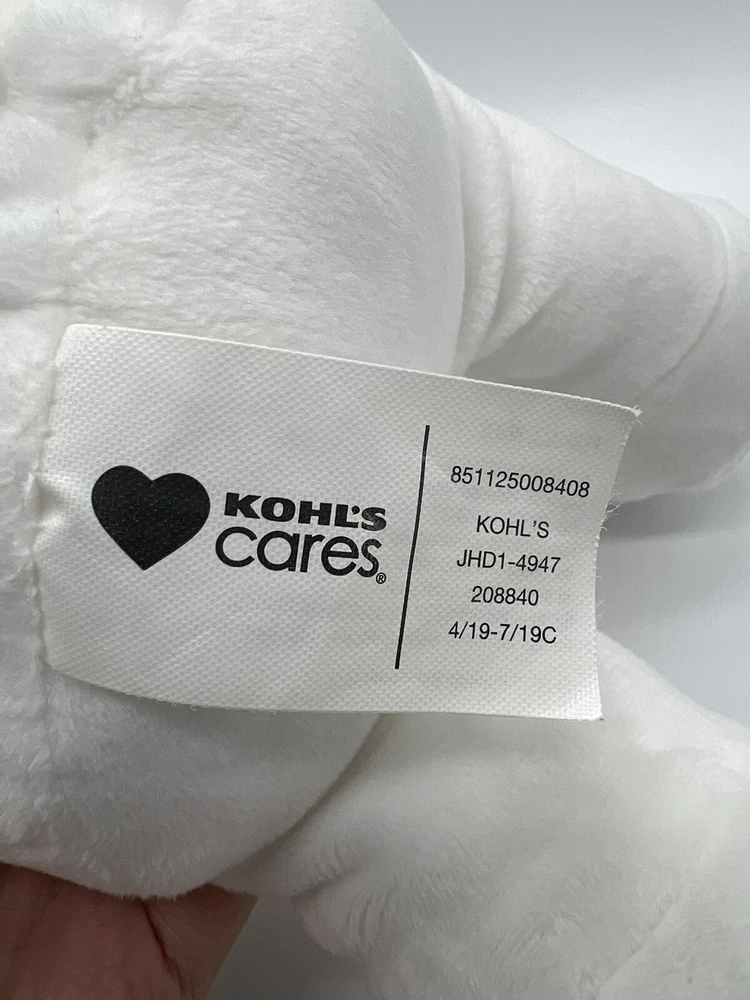 KOHL'S
cares®
851125008408
KOHL'S
JHD1-4947
208840
4/19-7/19C